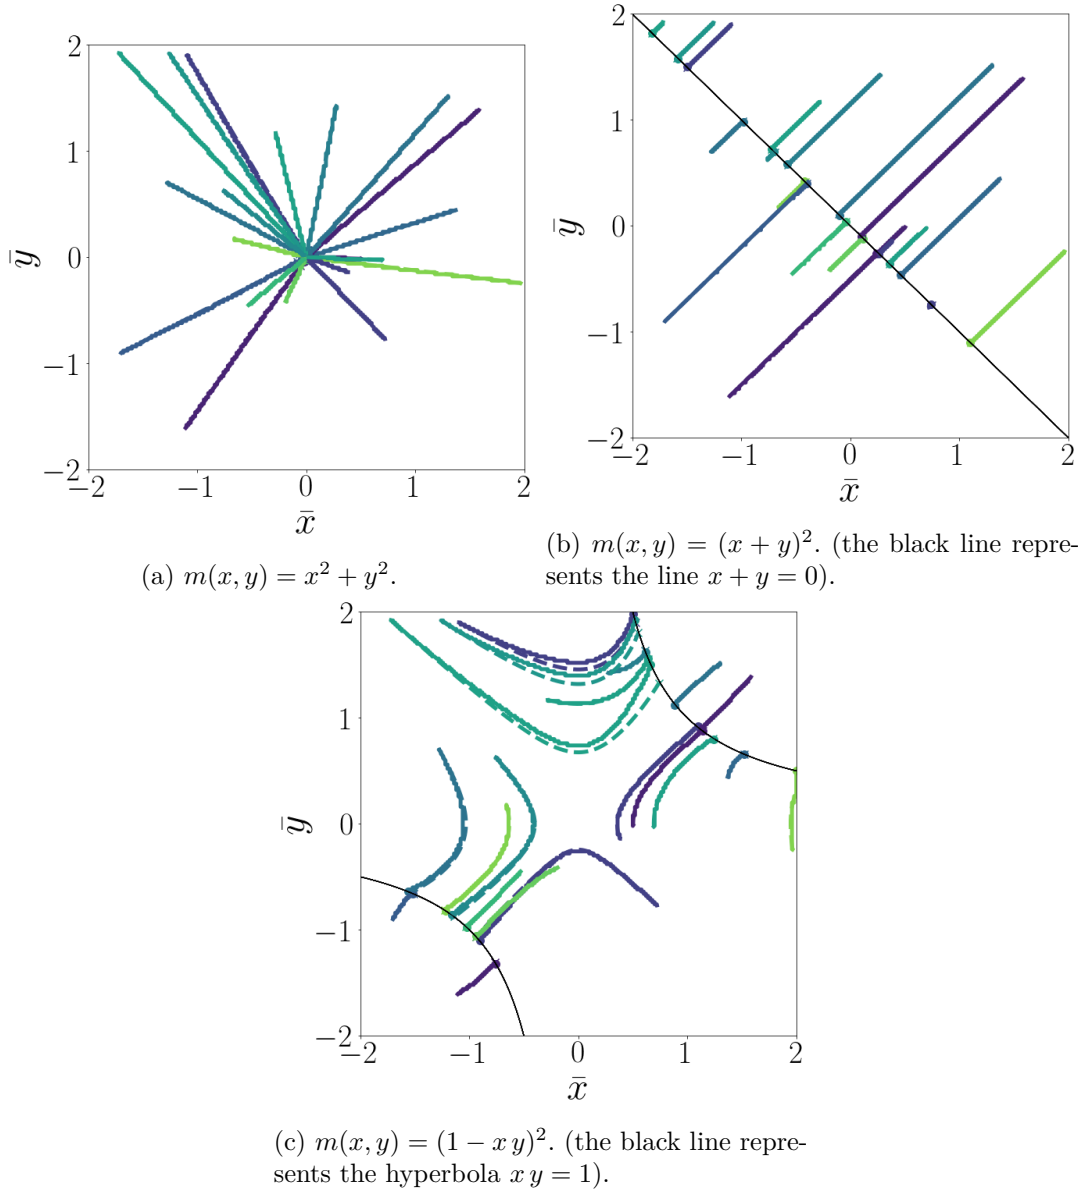 2
1
0
−1
−2
ȳ
−2
−1
0
1
2
x̄
(a) m(x, y) = x² + y².
2
1
0
−1
−2
ȳ
−2
−1
0
1
2
x̄
(b) m(x, y) = (x + y)². (the black line repre-
sents the line x + y = 0).
2
1
0
−1
−2
ȳ
−2
−1
0
1
2
x̄
(c) m(x, y) = (1 − x y)². (the black line repre-
sents the hyperbola x y = 1).